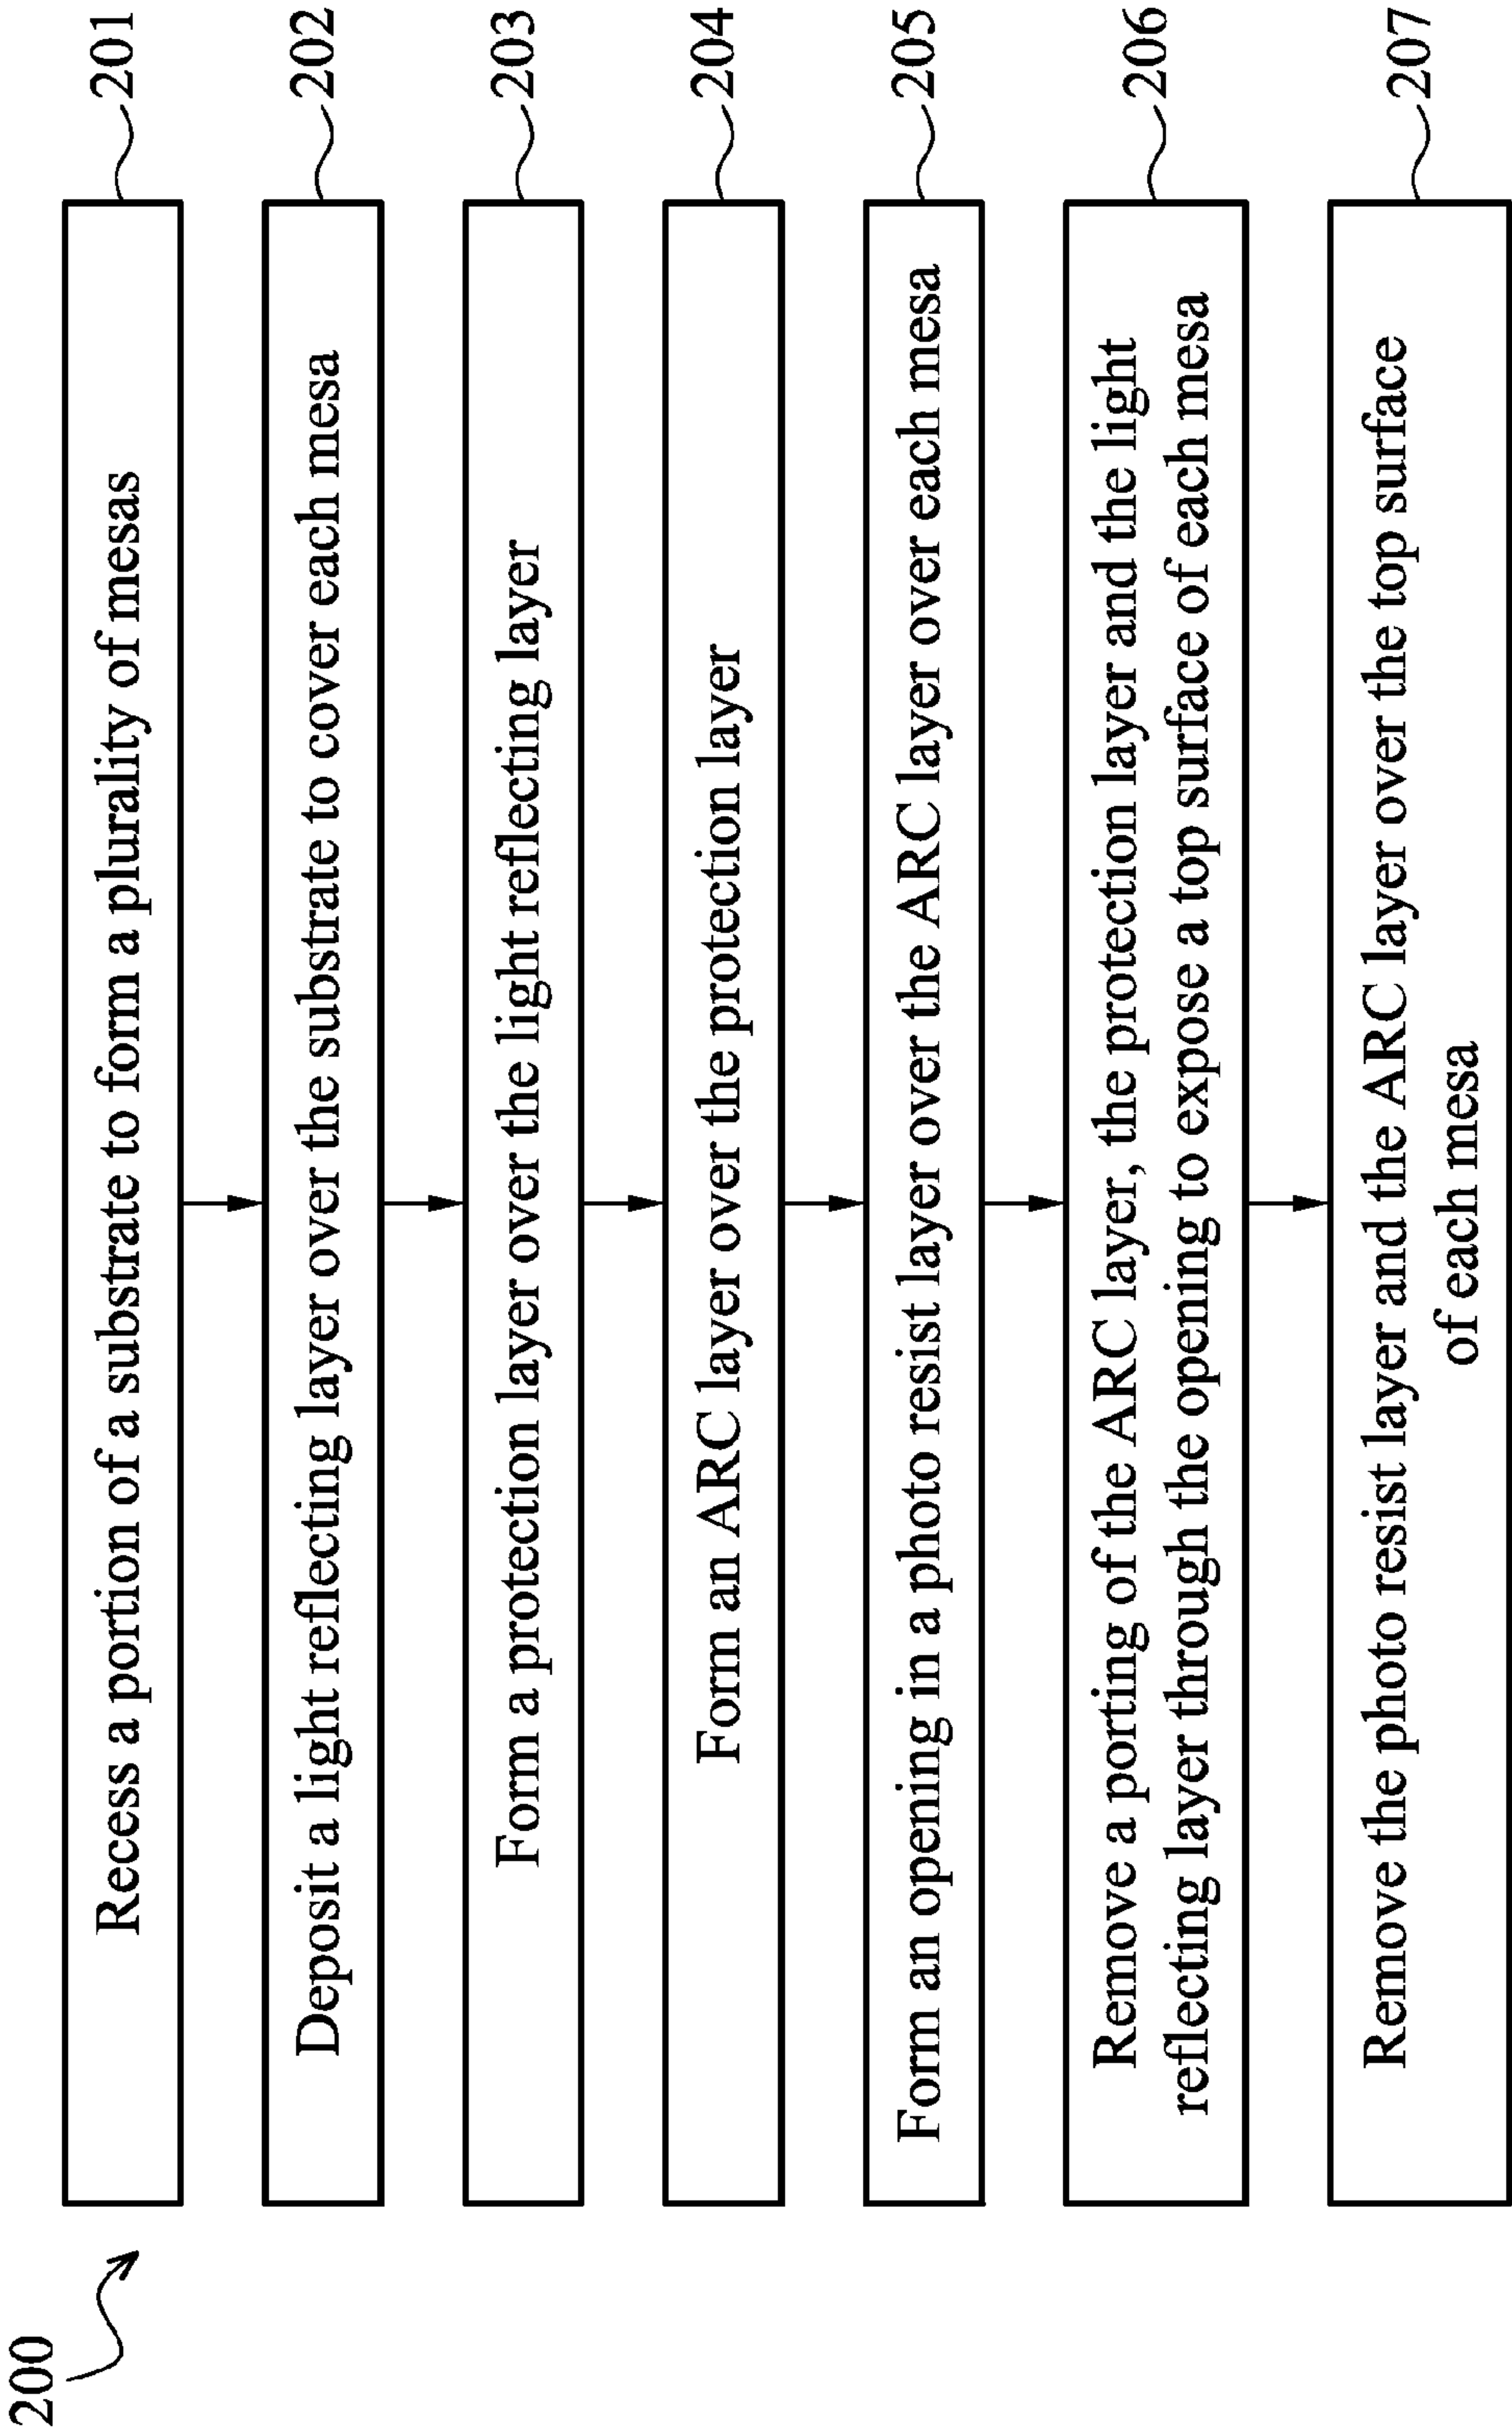 200
Recess a portion of a substrate to form a plurality of mesas
201
Deposit a light reflecting layer over the substrate to cover each mesa
202
Form a protection layer over the light reflecting layer
203
Form an ARC layer over the protection layer
204
Form an opening in a photo resist layer over the ARC layer over each mesa
205
Remove a porting of the ARC layer, the protection layer and the light
reflecting layer through the opening to expose a top surface of each mesa
206
Remove the photo resist layer and the ARC layer over the top surface
of each mesa
207